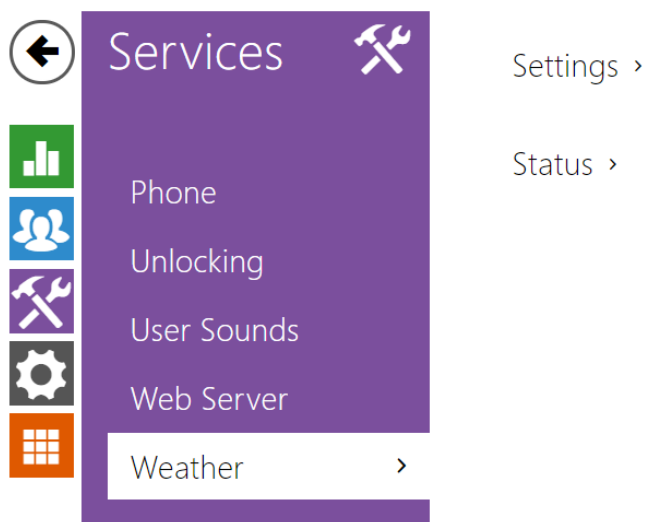 Services
Phone
Unlocking
User Sounds
Web Server
Weather
Settings
Status